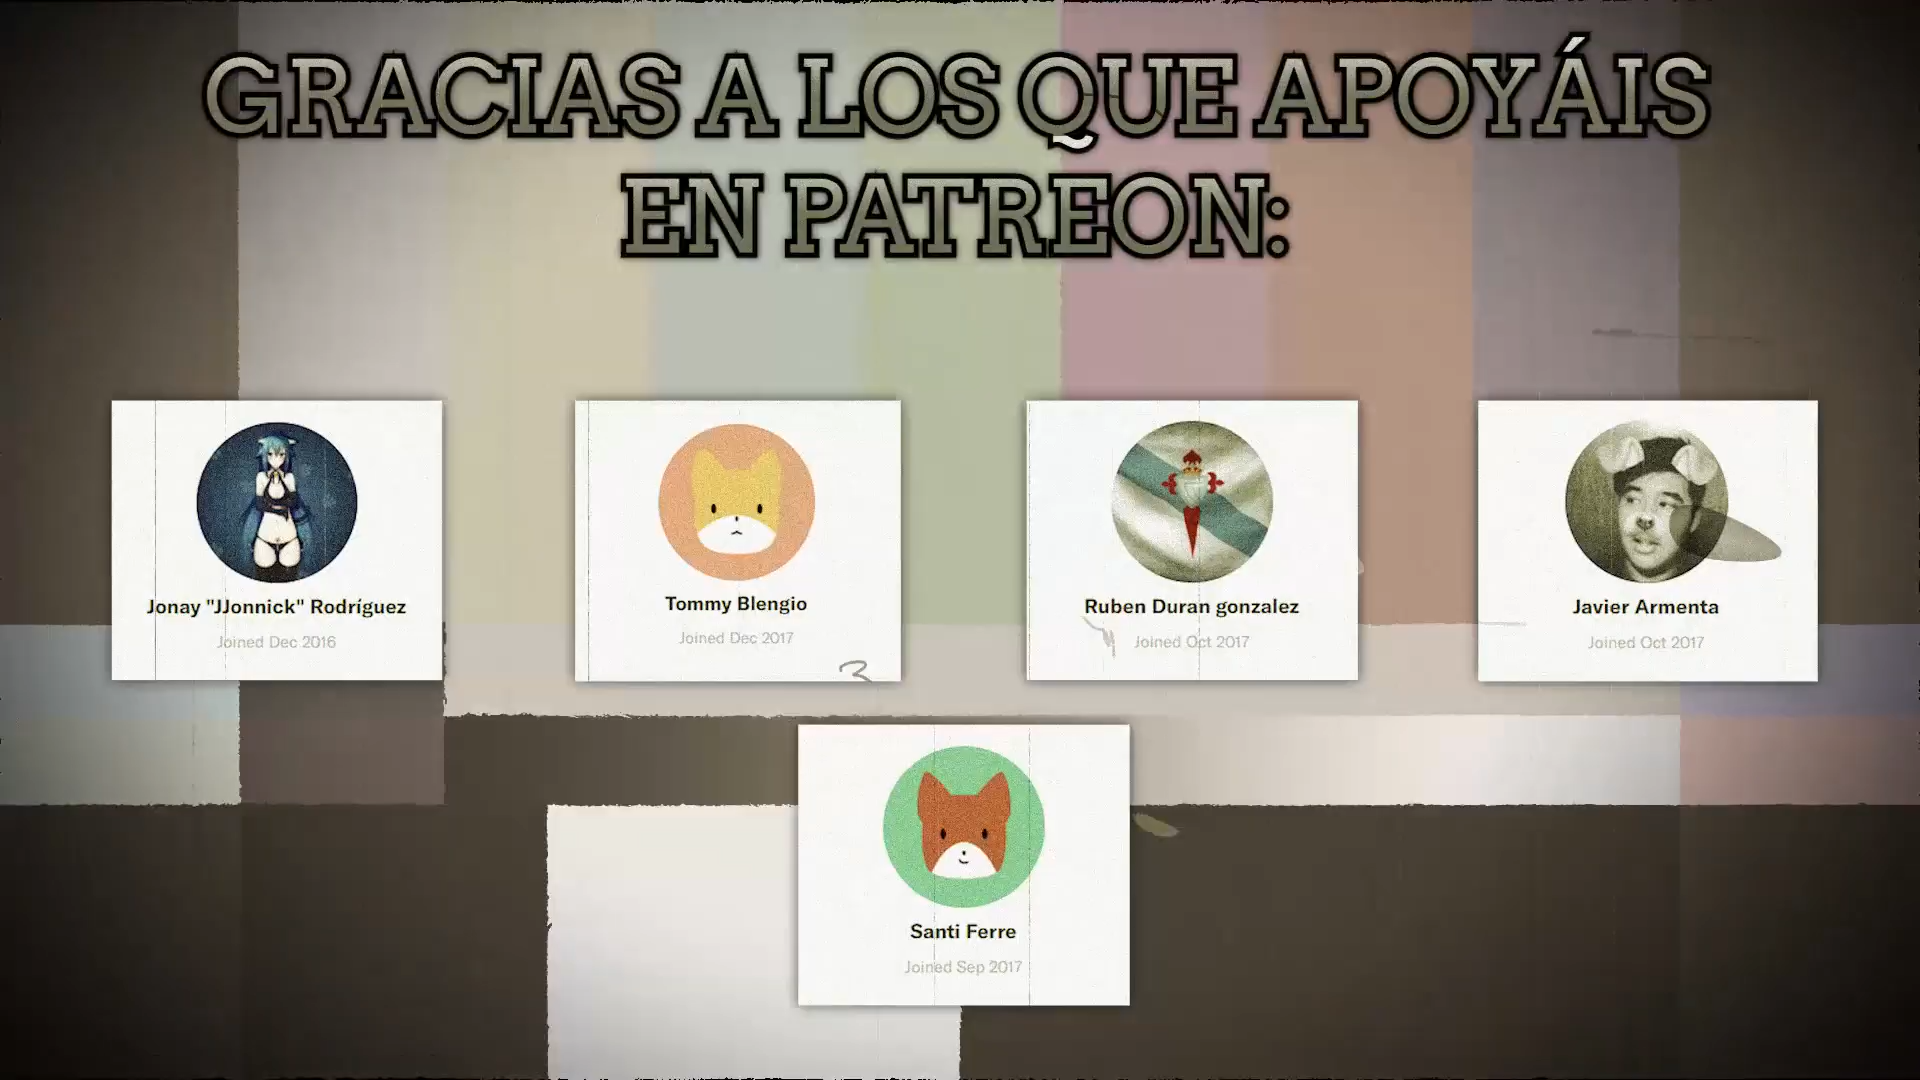 GRACIAS A LOS QUE APOYÁIS
EN PATREON:
Jonay "JJonnick" Rodríguez
Joined Dec 2016
Tommy Blengio
Joined Dec 2017
Ruben Duran gonzalez
Joined Oct 2017
Javier Armenta
Joined Oct 2017
Santi Ferre
Joined Sep 2017